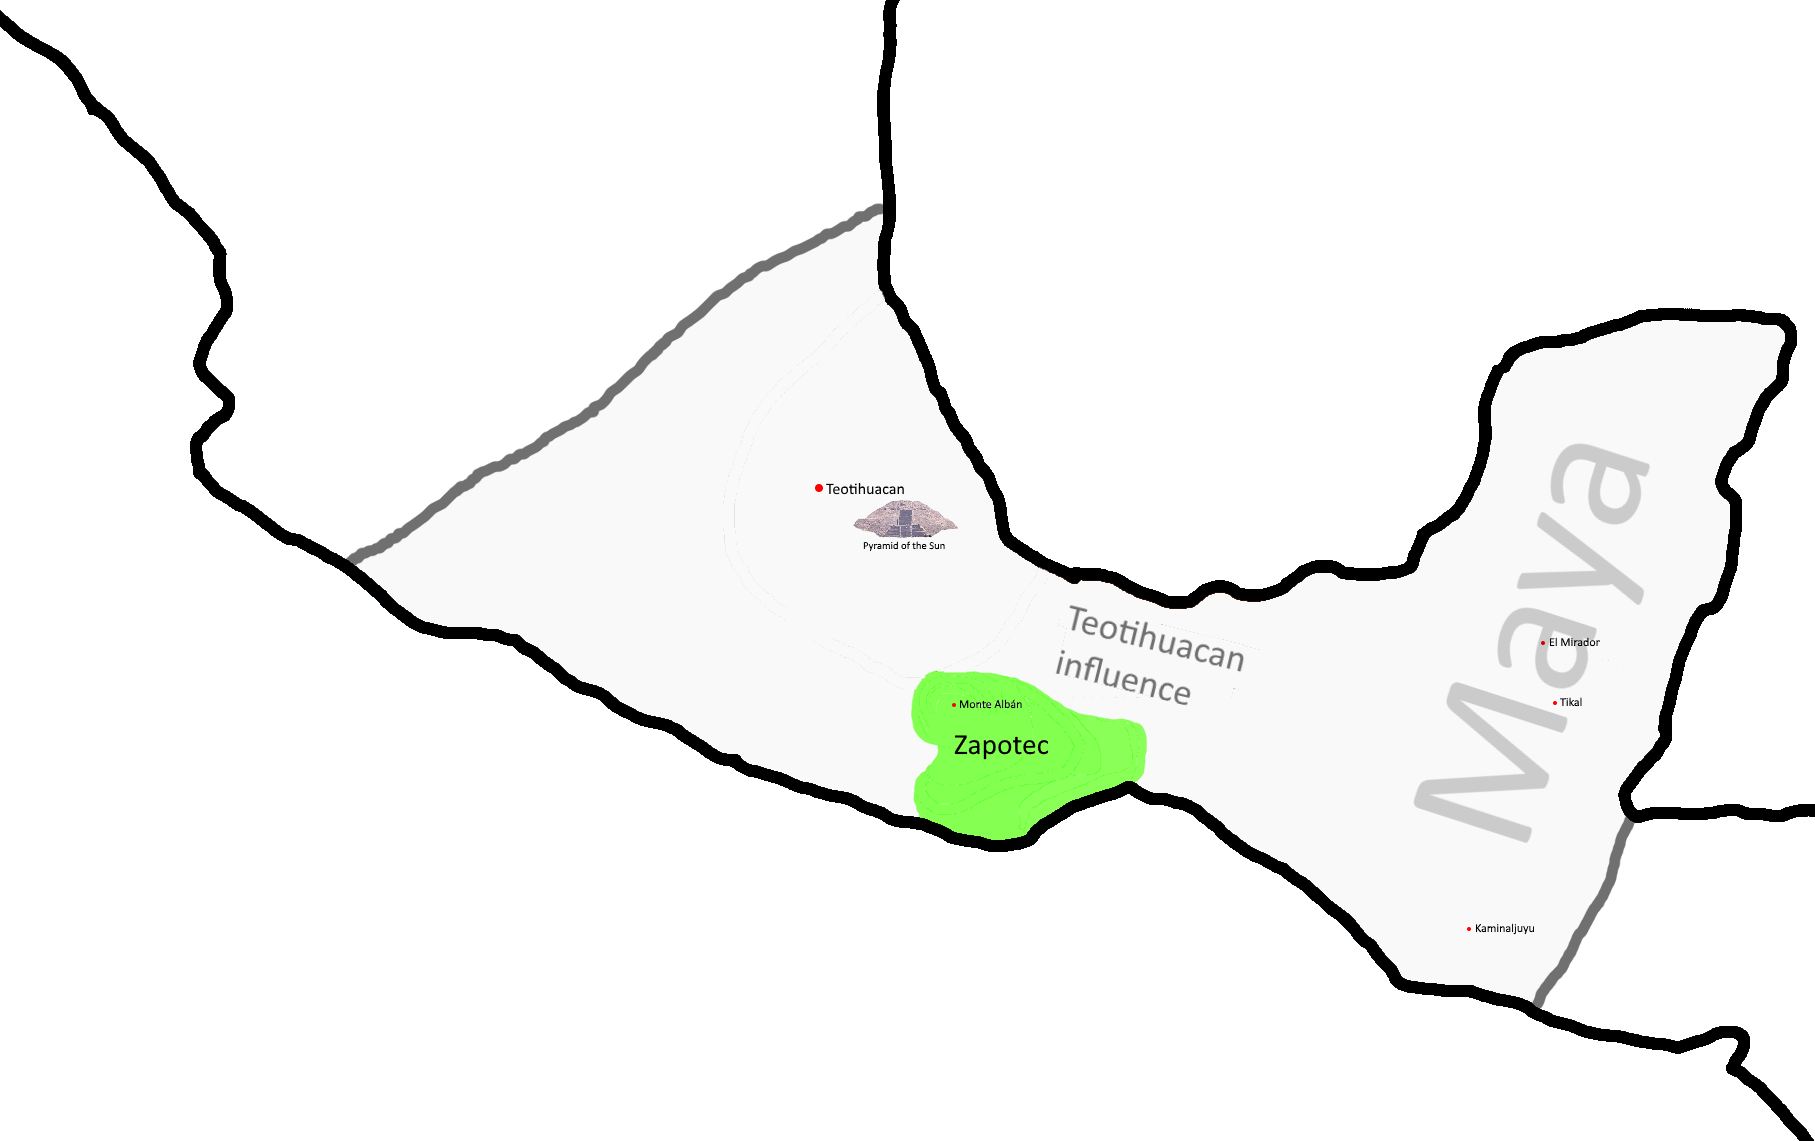 Teotihuacan
Pyramid of the Sun
Teotihuacan
influence
Monte Albán
Zapotec
Maya
El Mirador
Tikal
Kaminaljuyu